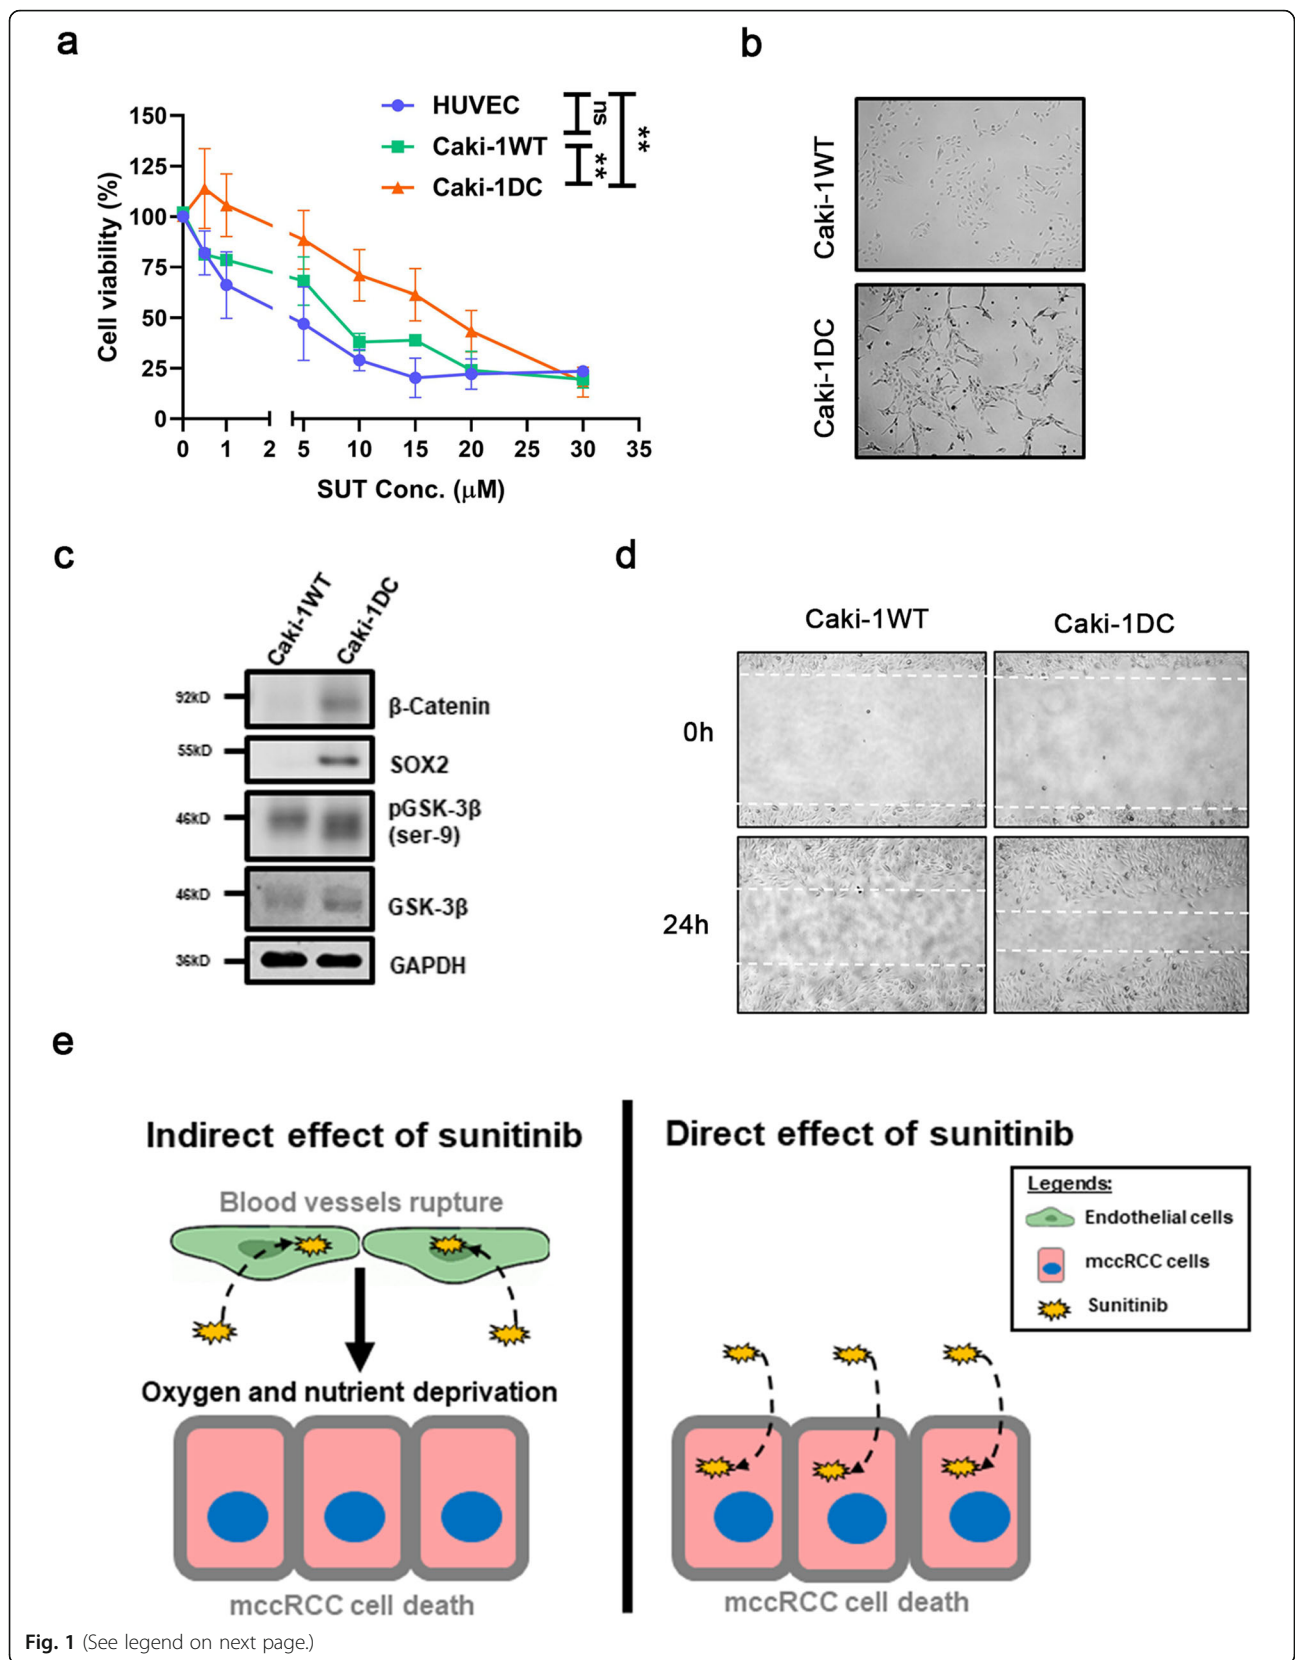 a
HUVEC
Caki-1WT
Caki-1DC
ns
**
**
Cell viability (%)
150
125
100
75
50
25
0
0 1 2 5 10 15 20 25 30 35
SUT Conc. (μM)
b
Caki-1WT
Caki-1DC
c
Caki-1WT
Caki-1DC
92kD
β-Catenin
55kD
SOX2
46kD
pGSK-3β
(ser-9)
46kD
GSK-3β
36kD
GAPDH
d
Caki-1WT
Caki-1DC
0h
24h
e
Indirect effect of sunitinib
Blood vessels rupture
Oxygen and nutrient deprivation
mccRCC cell death
Direct effect of sunitinib
Legends:
Endothelial cells
mccRCC cells
Sunitinib
mccRCC cell death
Fig. 1 (See legend on next page.)